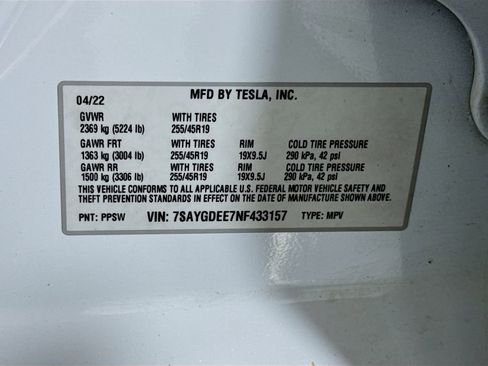 04/22 MFD BY TESLA, INC.
GVWR WITH TIRES
2369 kg (5224 lb) 255/45R19
GAWR FRT WITH TIRES RIM COLD TIRE PRESSURE
1363 kg (3004 lb) 255/45R19 19X9.5J 290 kPa, 42 psi
GAWR RR WITH TIRES RIM COLD TIRE PRESSURE
1500 kg (3306 lb) 255/45R19 19X9.5J 290 kPa, 42 psi
THIS VEHICLE CONFORMS TO ALL APPLICABLE U.S. FEDERAL MOTOR VEHICLE SAFETY AND
THEFT PREVENTION STANDARDS IN EFFECT ON THE DATE OF MANUFACTURE SHOWN ABOVE.
PNT: PPSW VIN: 7SAYGDEE7NF433157 TYPE: MPV